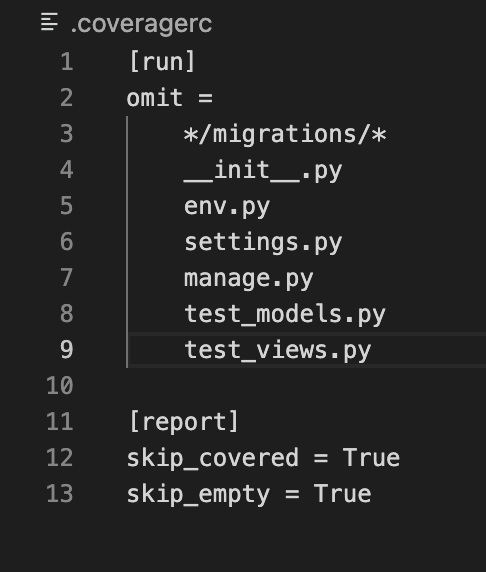 .coveragerc
1 [run]
2 omit =
3 */migrations/*
4 __init__.py
5 env.py
6 settings.py
7 manage.py
8 test_models.py
9 test_views.py
10
11 [report]
12 skip_covered = True
13 skip_empty = True